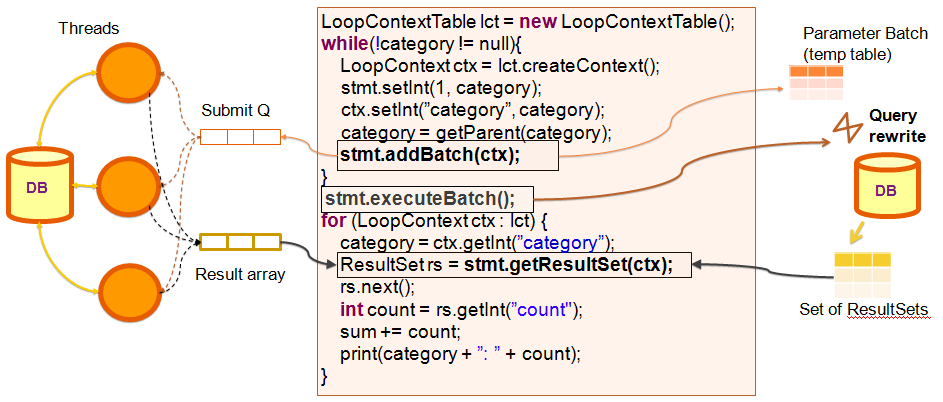 Threads
Submit Q
DB
Result array
LoopContextTable lct = new LoopContextTable();
while(!category != null){
LoopContext ctx = lct.createContext();
stmt.setInt(1, category);
ctx.setInt(”category”, category);
category = getParent(category);
stmt.addBatch(ctx);
}
stmt.executeBatch();
for (LoopContext ctx : lct) {
category = ctx.getInt(”category”);
ResultSet rs = stmt.getResultSet(ctx);
rs.next();
int count = rs.getInt(”count");
sum += count;
print(category + ”: ” + count);
}
Parameter Batch
(temp table)
Query
rewrite
DB
Set of ResultSets